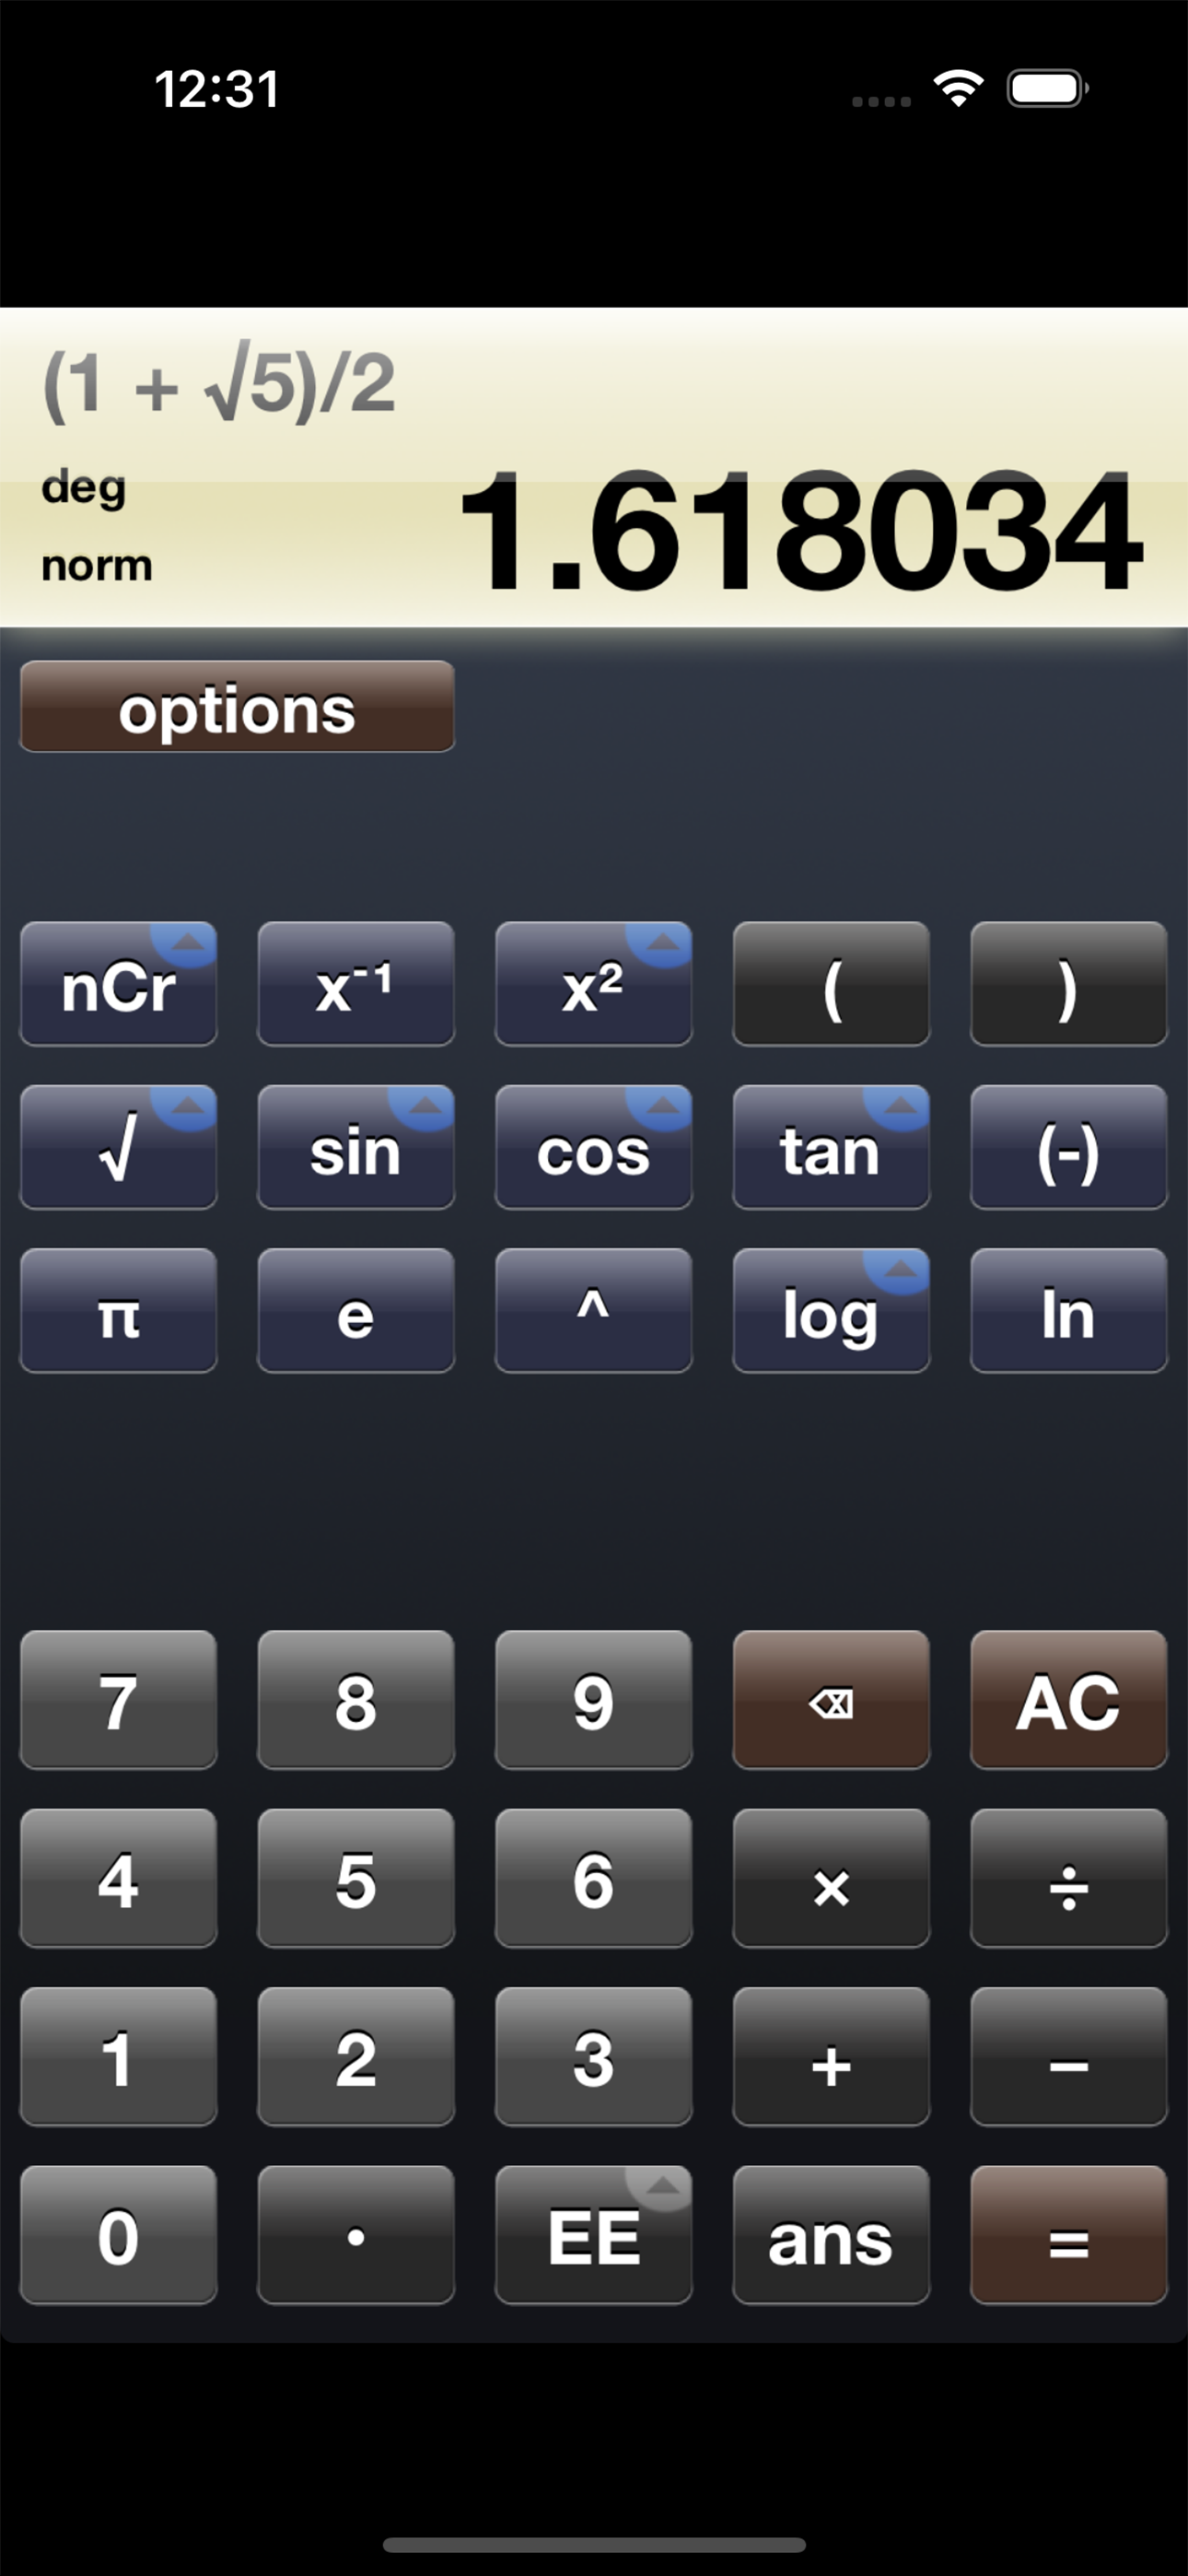 12:31
(1 + √5)/2
deg
norm
1.618034
options
nCr x⁻¹ x² ( )
√ sin cos tan (-)
π e ^ log ln
7 8 9 ⌫ AC
4 5 6 × ÷
1 2 3 + −
0 • EE ans =